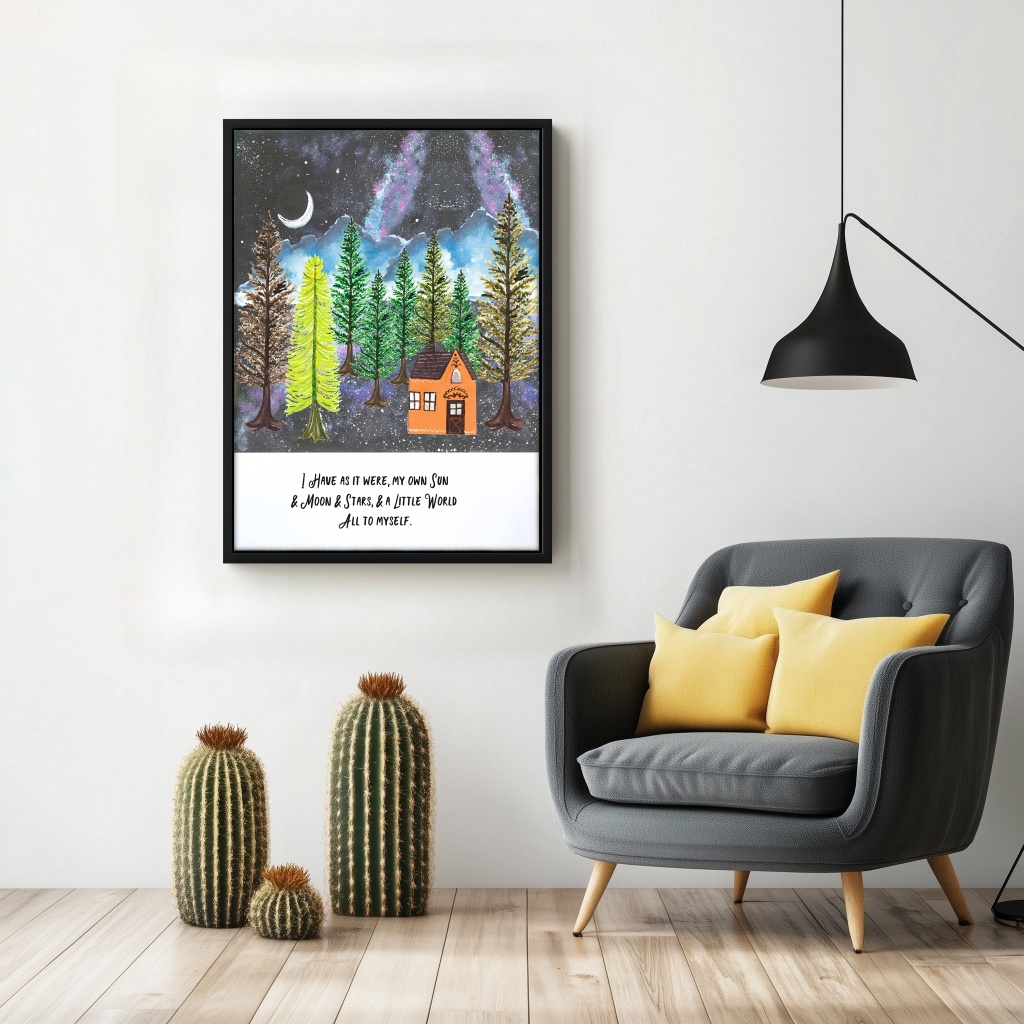 I Have as it were, my own Sun
& Moon & Stars, & a Little World
All to myself.